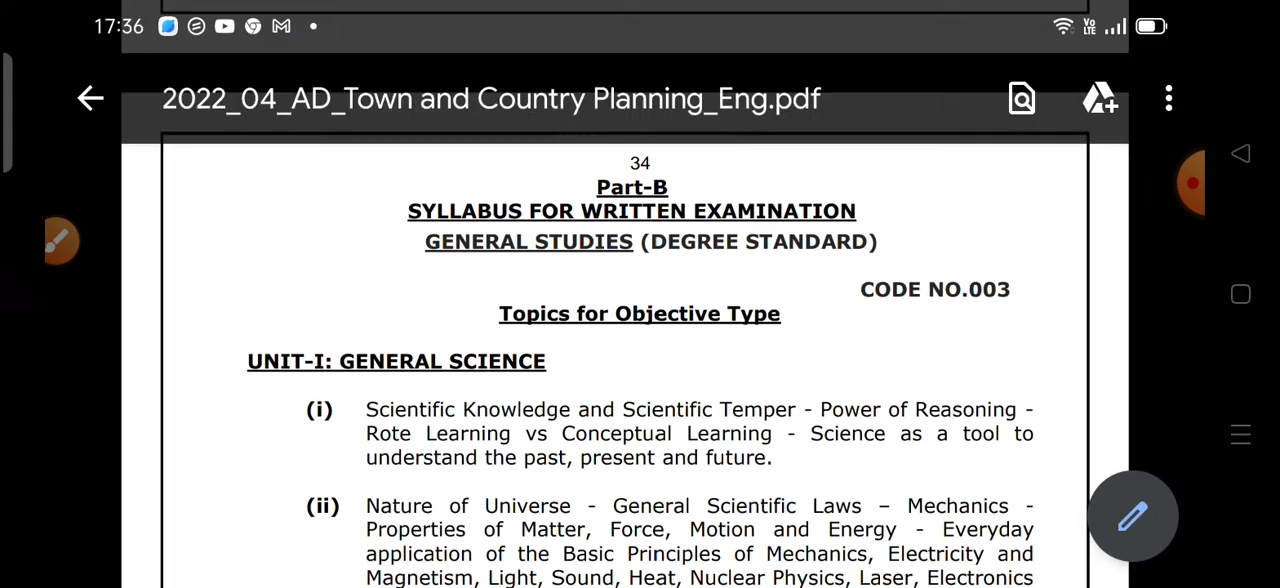 17:36
Vo
LTE
2022_04_AD_Town and Country Planning_Eng.pdf
34
Part-B
SYLLABUS FOR WRITTEN EXAMINATION
GENERAL STUDIES (DEGREE STANDARD)
CODE NO.003
Topics for Objective Type
UNIT-I: GENERAL SCIENCE
(i) Scientific Knowledge and Scientific Temper - Power of Reasoning -
Rote Learning vs Conceptual Learning - Science as a tool to
understand the past, present and future.
(ii) Nature of Universe - General Scientific Laws – Mechanics -
Properties of Matter, Force, Motion and Energy - Everyday
application of the Basic Principles of Mechanics, Electricity and
Magnetism, Light, Sound, Heat, Nuclear Physics, Laser, Electronics